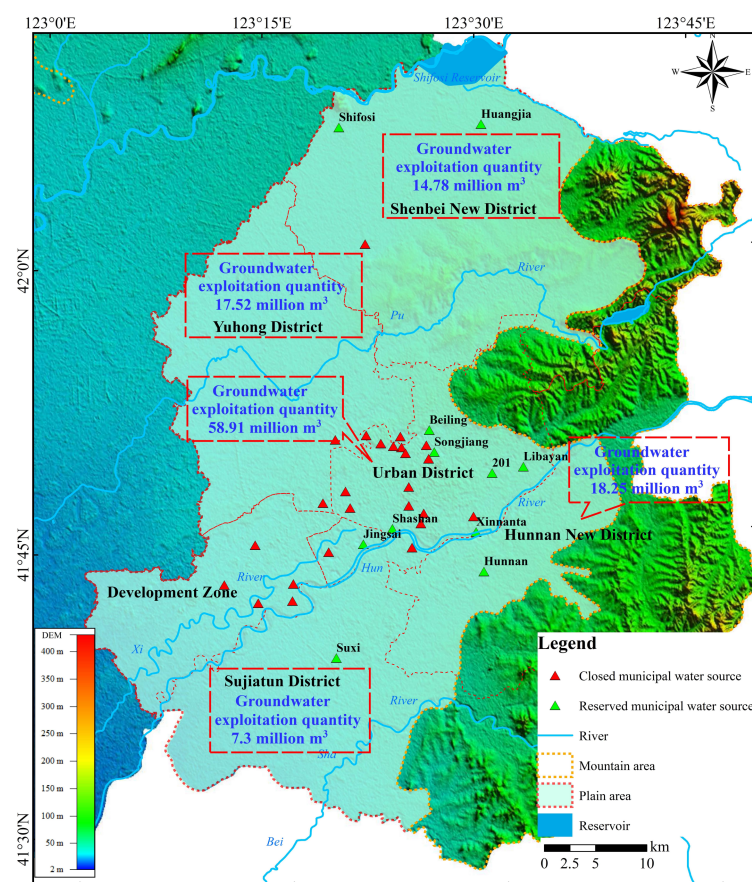 123°0'E
123°15'E
123°30'E
123°45'E
N
W
E
S
Shifosi Reservoir
Shifosi
Huangjia
Groundwater
exploitation quantity
14.78 million m³
Shenbei New District
42°0'N
Groundwater
exploitation quantity
17.52 million m³
Yuhong District
River
Pu
Groundwater
exploitation quantity
58.91 million m³
Urban District
Beiling
Songjiang
201
Libayan
Groundwater
exploitation quantity
18.25 million m³
River
Shashan
Xinnanta
Hunnan New District
Jingsai
41°45'N
Hun
Hunnan
River
Development Zone
Xi
Suxi
Sujiatun District
Groundwater
exploitation quantity
7.3 million m³
River
Sha
Bei
41°30'N
DEM
400 m
350 m
300 m
250 m
200 m
150 m
100 m
50 m
2 m
Legend
Closed municipal water source
Reserved municipal water source
River
Mountain area
Plain area
Reservoir
km
0 2.5 5 10